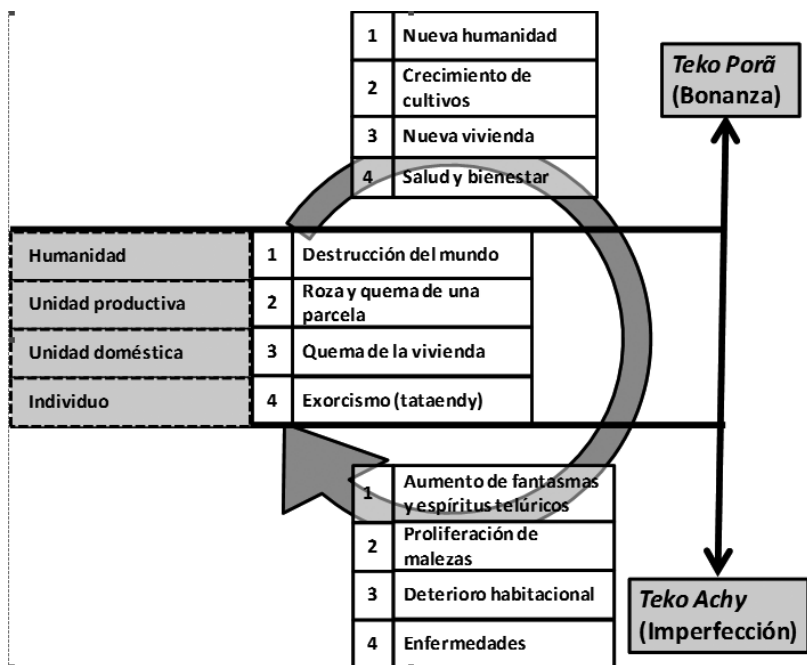 1 Nueva humanidad
2 Crecimiento de
cultivos
3 Nueva vivienda
4 Salud y bienestar
Teko Porã
(Bonanza)
Humanidad 1 Destrucción del mundo
Unidad productiva 2 Roza y quema de una
parcela
Unidad doméstica 3 Quema de la vivienda
Individuo 4 Exorcismo (tataendy)
1 Aumento de fantasmas
y espíritus telúricos
2 Proliferación de
malezas
3 Deterioro habitacional
4 Enfermedades
Teko Achy
(Imperfección)